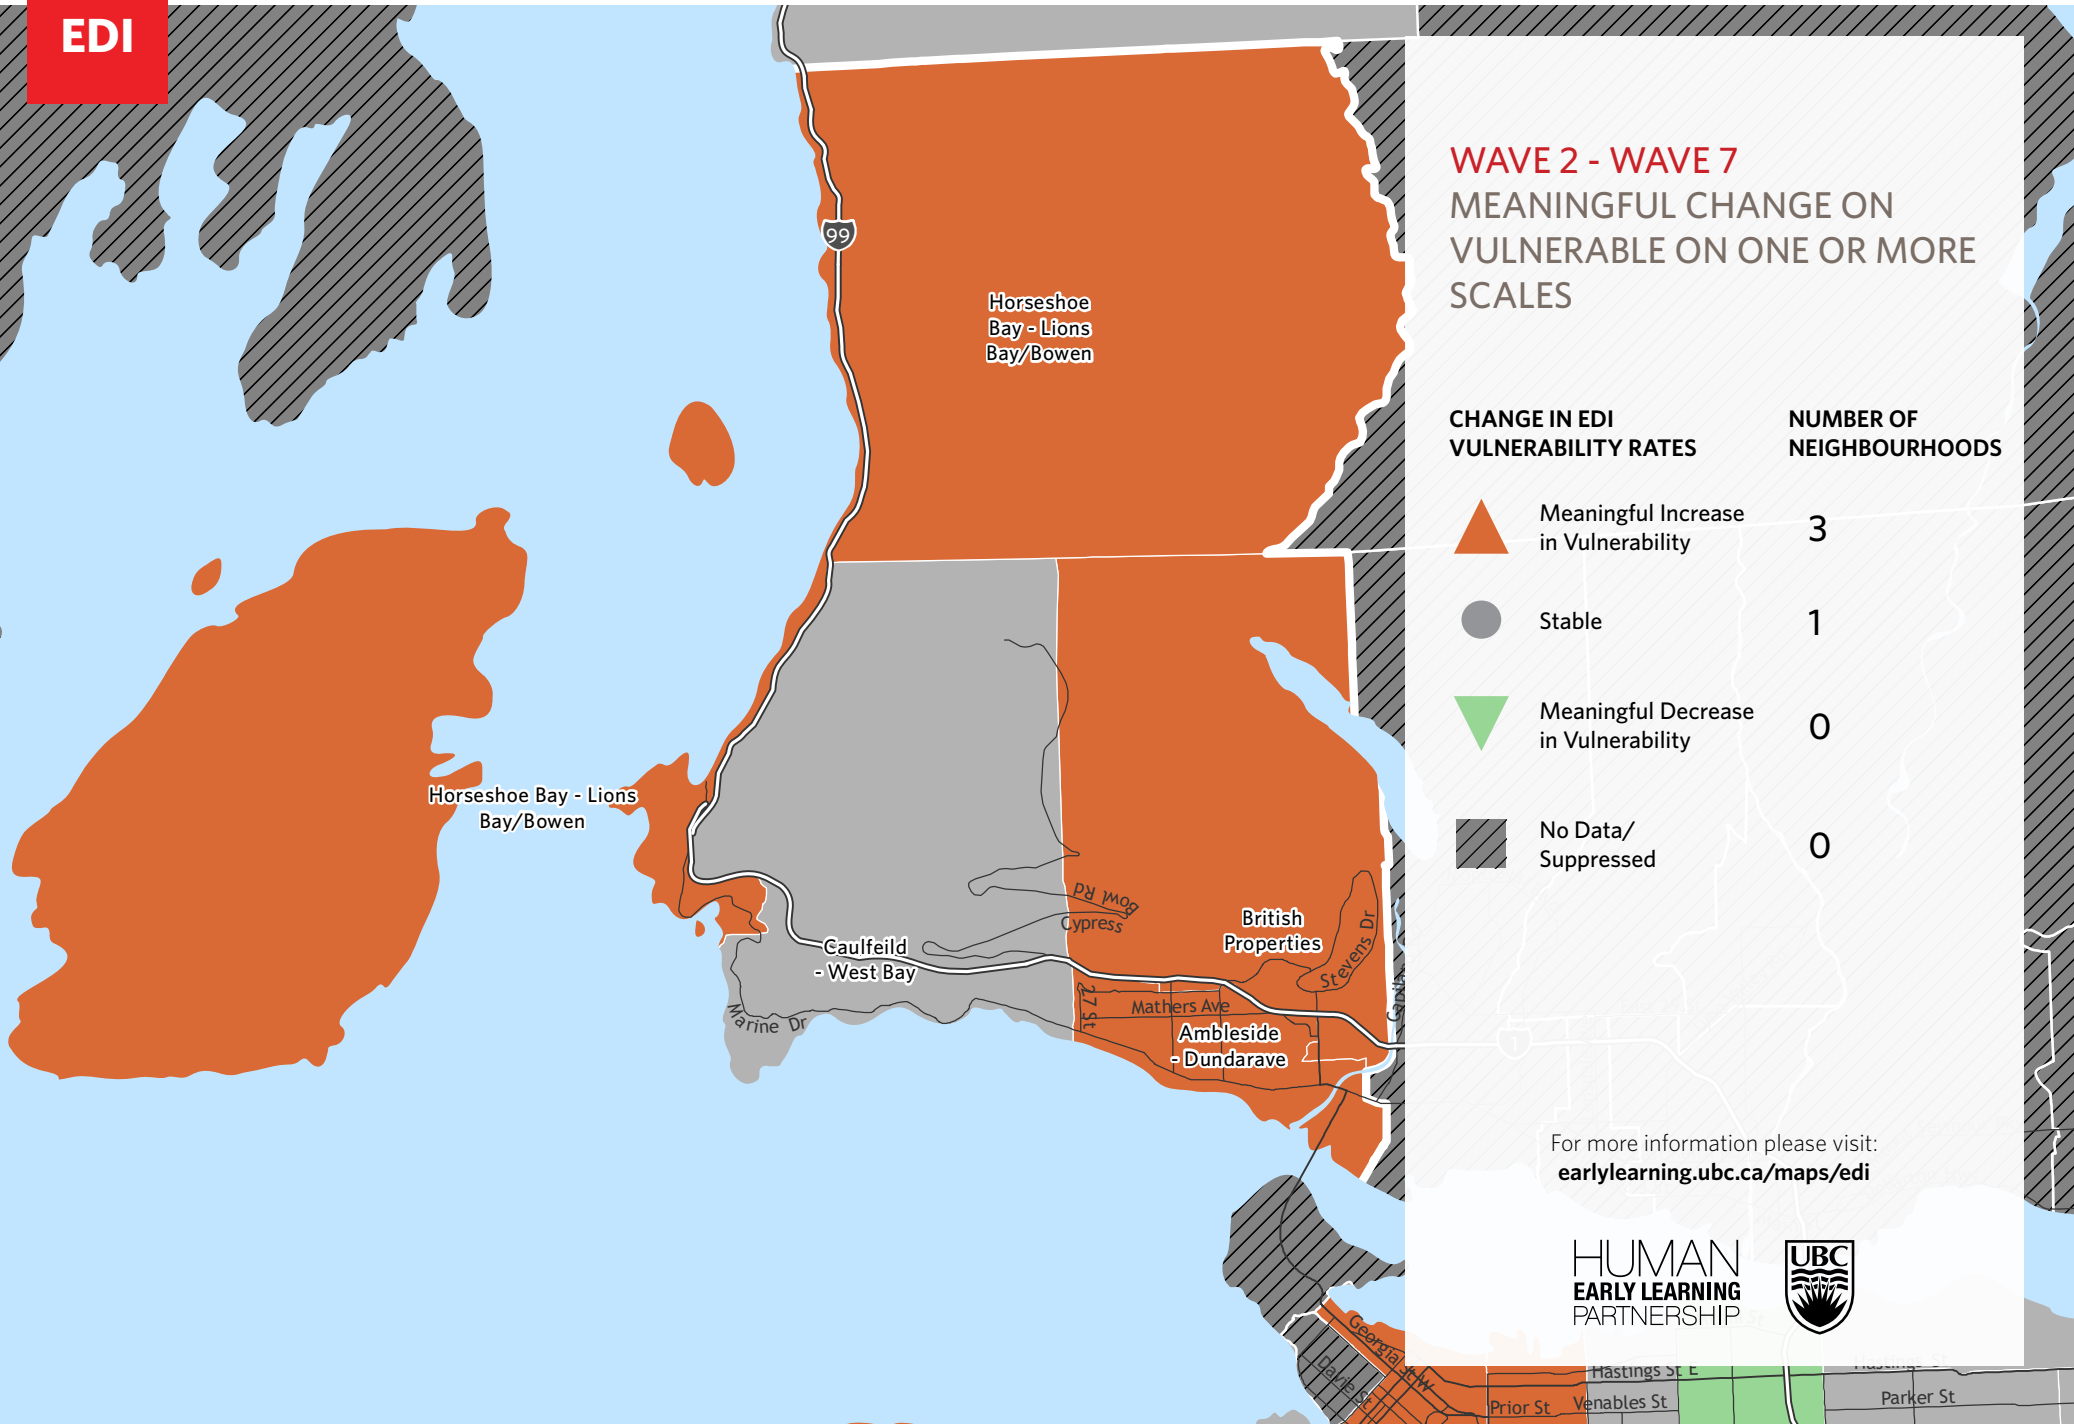 EDI
99
Horseshoe
Bay - Lions
Bay/Bowen
Horseshoe Bay - Lions
Bay/Bowen
Caulfeild
- West Bay
British
Properties
Ambleside
- Dundarave
Bowl Rd
Cypress
Stevens Dr
27 St
Mathers Ave
Marine Dr
WAVE 2 - WAVE 7
MEANINGFUL CHANGE ON
VULNERABLE ON ONE OR MORE
SCALES
CHANGE IN EDI
VULNERABILITY RATES
NUMBER OF
NEIGHBOURHOODS
Meaningful Increase
in Vulnerability
3
Stable
1
Meaningful Decrease
in Vulnerability
0
No Data/
Suppressed
0
1
For more information please visit:
earlylearning.ubc.ca/maps/edi
HUMAN
EARLY LEARNING
PARTNERSHIP
UBC
Georgia St W
Davie St
Hastings St E
Hastings St
Prior St
Venables St
Parker St